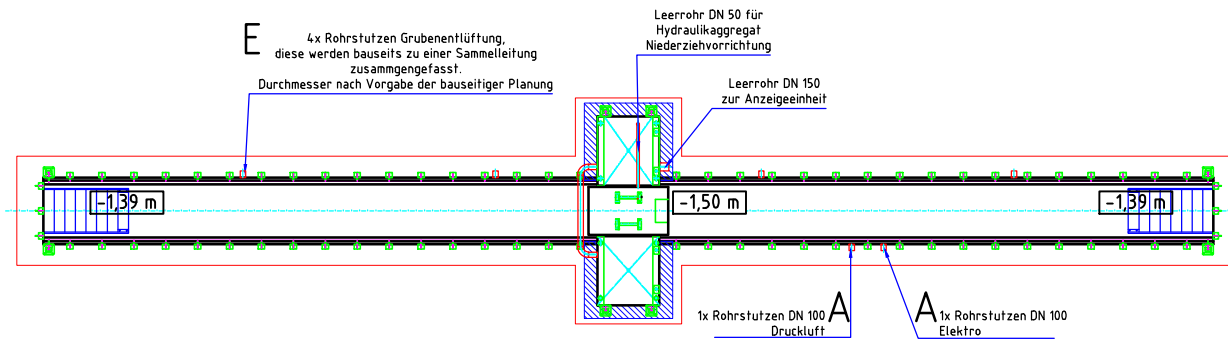 E
4x Rohrstutzen Grubenentlüftung,
diese werden bauseits zu einer Sammelleitung
zusammgengefasst.
Durchmesser nach Vorgabe der bauseitiger Planung
Leerrohr DN 50 für
Hydraulikaggregat
Niederziehvorrichtung
Leerrohr DN 150
zur Anzeigeeinheit
-1,39 m
-1,50 m
-1,39 m
1x Rohrstutzen DN 100
Druckluft
A
A
1x Rohrstutzen DN 100
Elektro